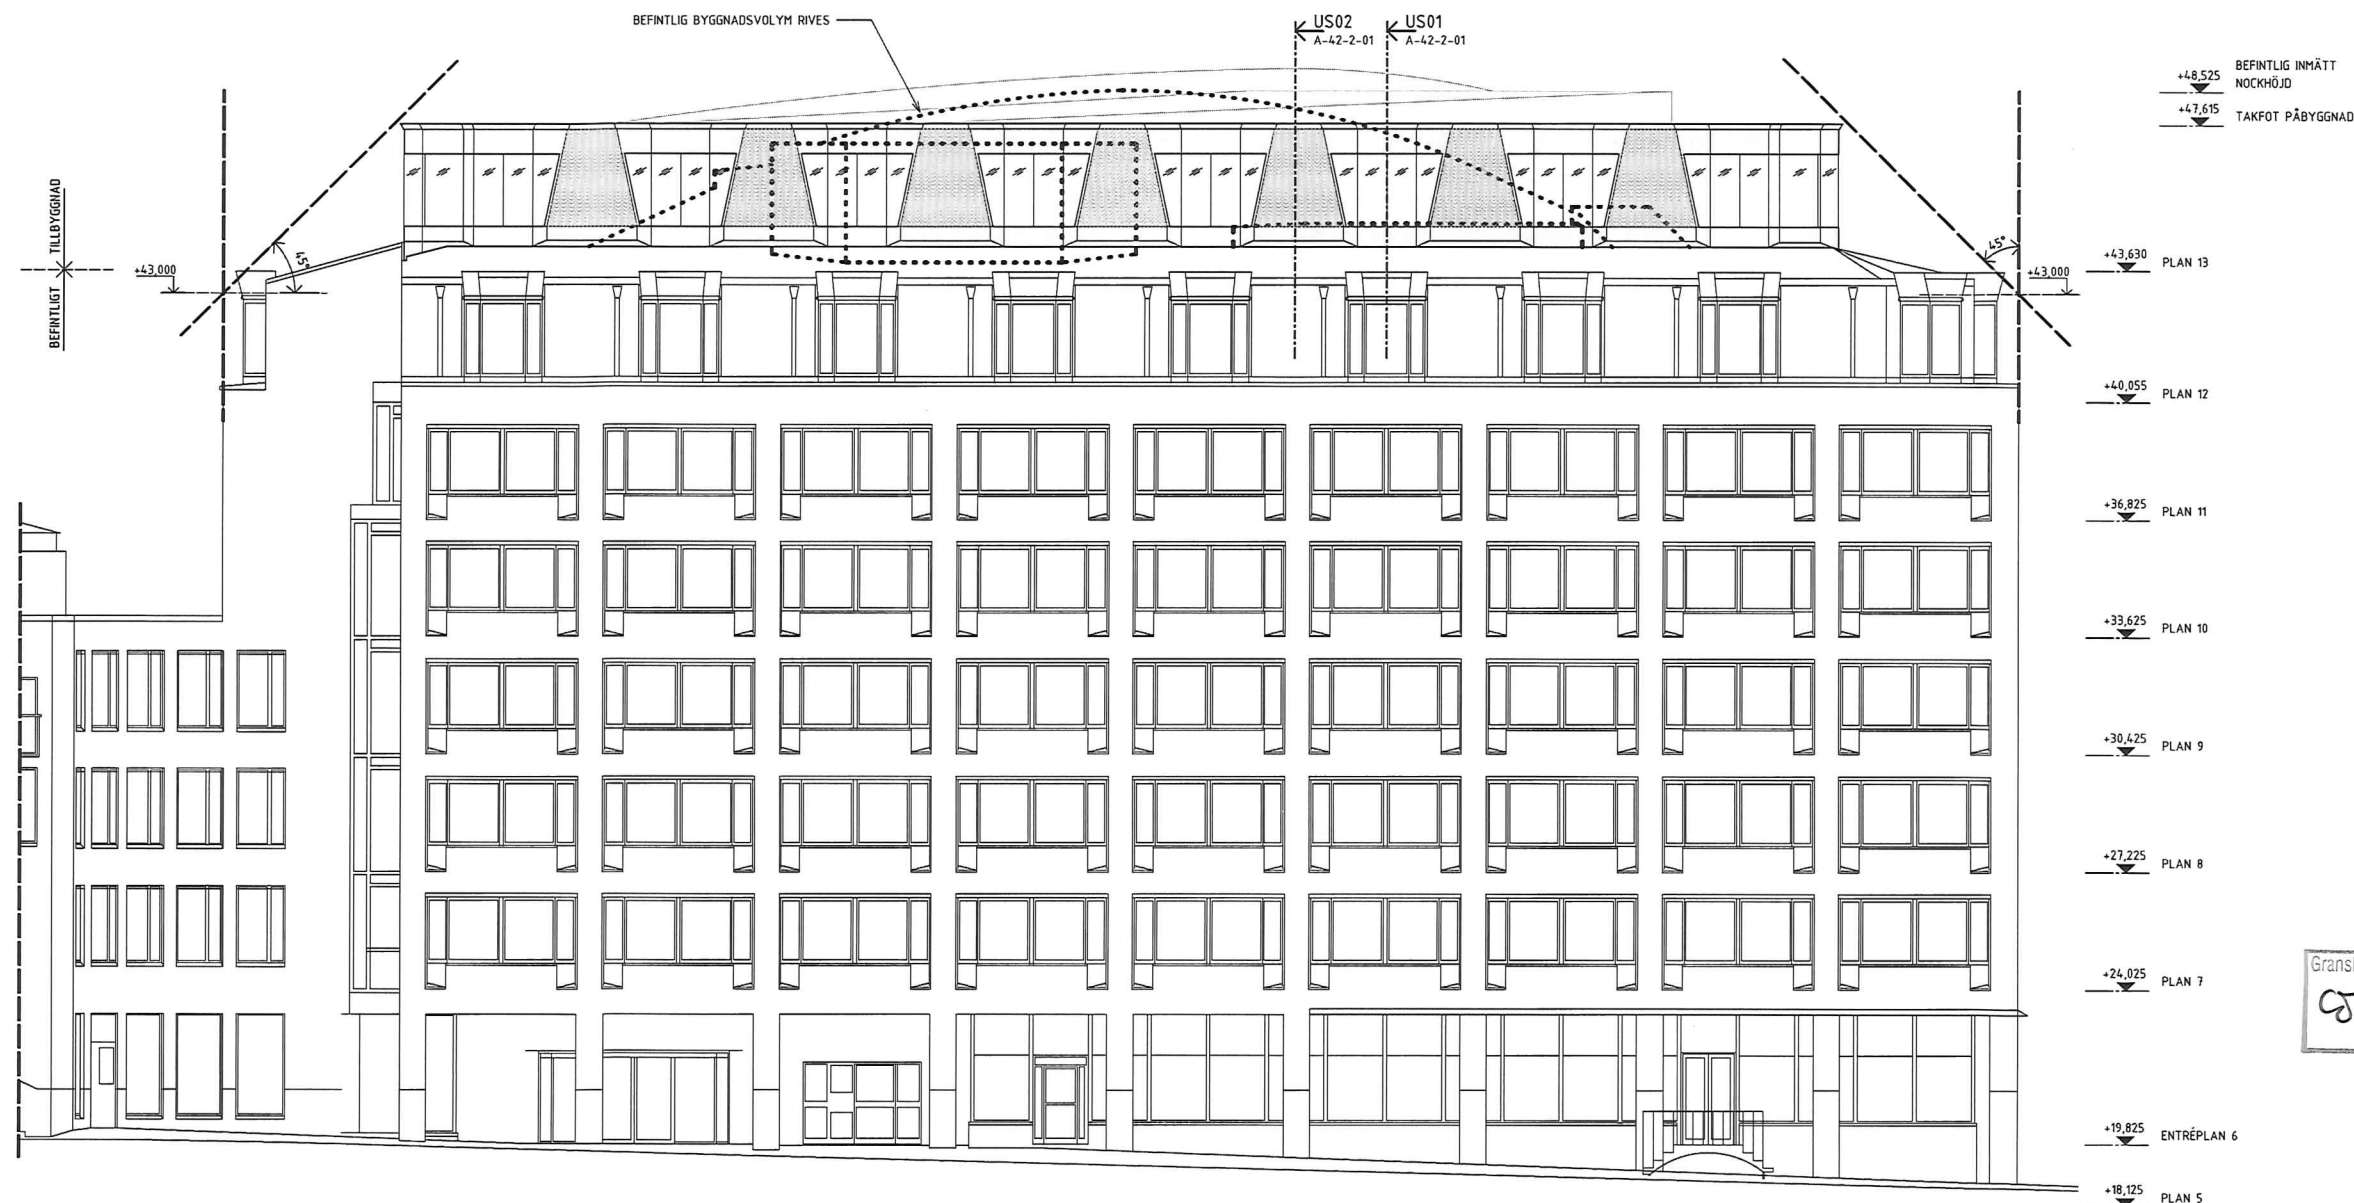 BEFINTLIG BYGGNADSVOLYM RIVES
US02
A-42-2-01
US01
A-42-2-01
+48,525
BEFINTLIG INMÄTT
NOCKHÖJD
+47,615 TAKFOT PÅBYGGNAD
BEFINTLIGT TILLBYGGNAD
+43,000
45°
45°
+43,000
+43,630 PLAN 13
+40,055 PLAN 12
+36,825 PLAN 11
+33,625 PLAN 10
+30,425 PLAN 9
+27,225 PLAN 8
+24,025 PLAN 7
+19,825 ENTRÉPLAN 6
+18,125 PLAN 5